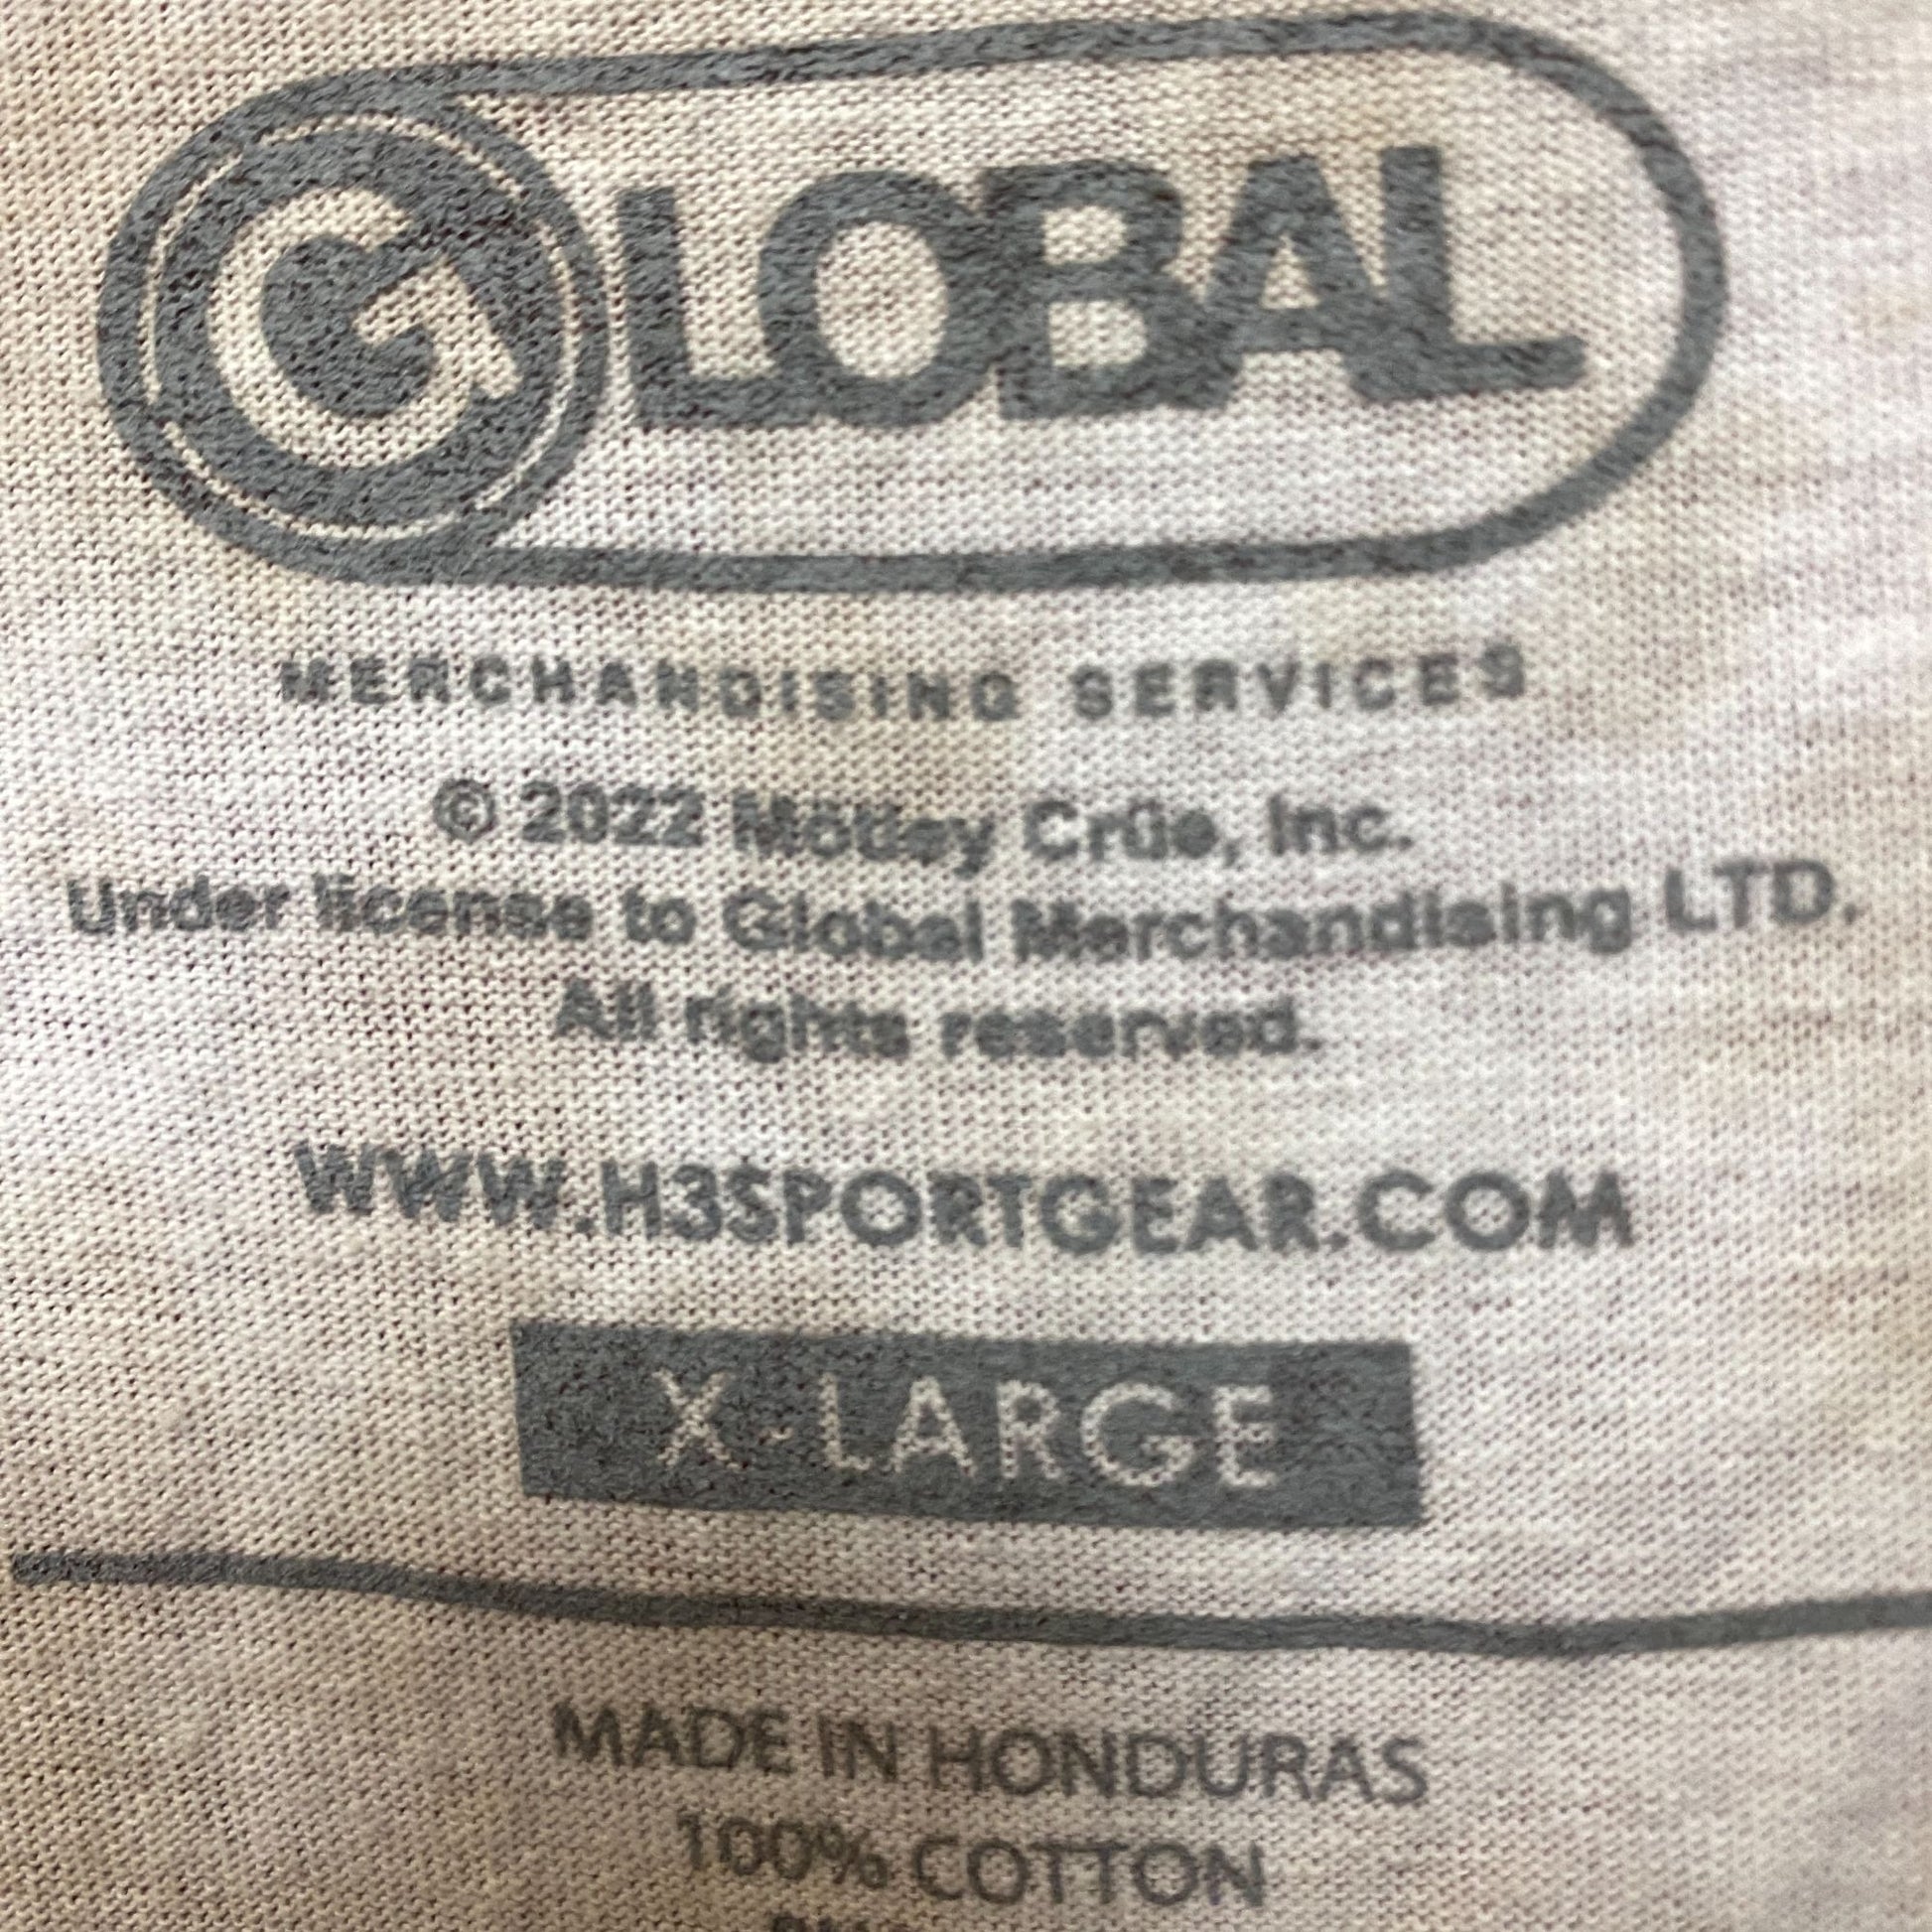 GLOBAL
MERCHANDISING SERVICES
© 2022 Mötley Crüe, Inc.
Under license to Global Merchandising LTD.
All rights reserved.
WWW.H3SPORTGEAR.COM
X-LARGE
MADE IN HONDURAS
100% COTTON